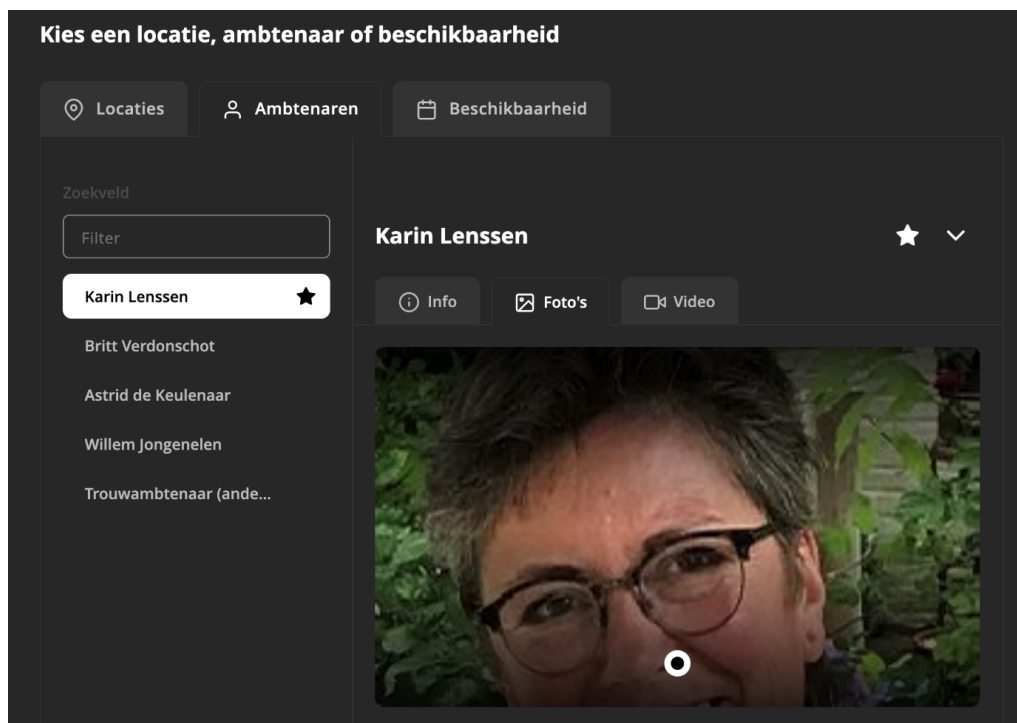 Kies een locatie, ambtenaar of beschikbaarheid
Locaties
Ambtenaren
Beschikbaarheid
Zoekveld
Filter
Karin Lenssen
Britt Verdonschot
Astrid de Keulenaar
Willem Jongenelen
Trouwambtenaar (ande...
Karin Lenssen
Info
Foto's
Video